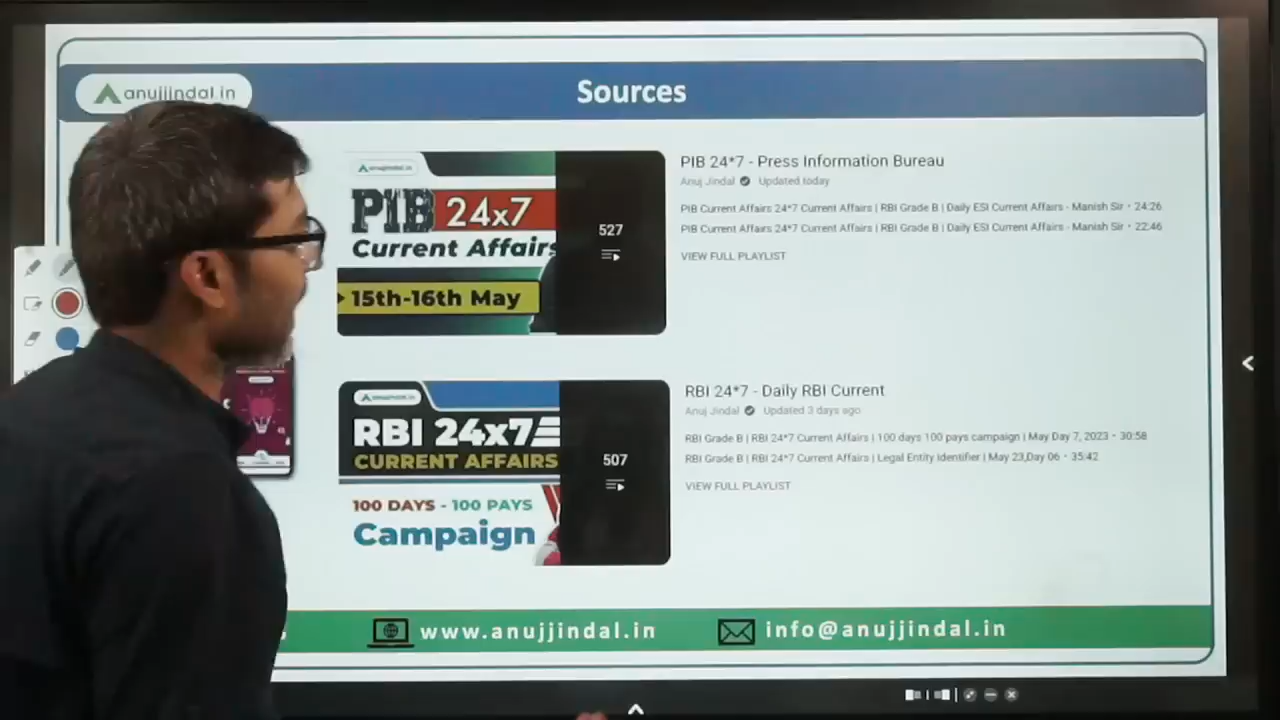 anujjindal.in
Sources
anujjindal.in
PIB 24x7
Current Affairs
15th-16th May
527
PIB 24*7 - Press Information Bureau
Anuj Jindal Updated today
PIB Current Affairs 24*7 Current Affairs | RBI Grade B | Daily ESI Current Affairs - Manish Sir • 24:26
PIB Current Affairs 24*7 Current Affairs | RBI Grade B | Daily ESI Current Affairs - Manish Sir • 22:46
VIEW FULL PLAYLIST
anujjindal.in
RBI 24x7
CURRENT AFFAIRS
100 DAYS - 100 PAYS
Campaign
507
RBI 24*7 - Daily RBI Current
Anuj Jindal Updated 3 days ago
RBI Grade B | RBI 24*7 Current Affairs | 100 days 100 pays campaign | May Day 7, 2023 • 30:58
RBI Grade B | RBI 24*7 Current Affairs | Legal Entity Identifier | May 23,Day 06 • 35:42
VIEW FULL PLAYLIST
www.anujjindal.in
info@anujjindal.in